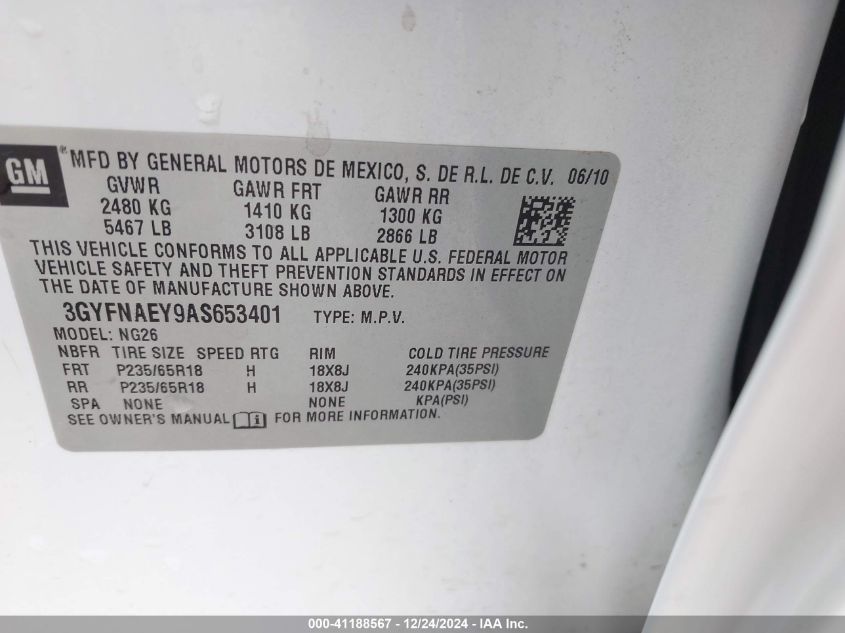 GM ® MFD BY GENERAL MOTORS DE MEXICO, S. DE R.L. DE C.V. 06/10
GVWR GAWR FRT GAWR RR
2480 KG 1410 KG 1300 KG
5467 LB 3108 LB 2866 LB
THIS VEHICLE CONFORMS TO ALL APPLICABLE U.S. FEDERAL MOTOR
VEHICLE SAFETY AND THEFT PREVENTION STANDARDS IN EFFECT ON
THE DATE OF MANUFACTURE SHOWN ABOVE.
3GYFNAEY9AS653401 TYPE: M.P.V.
MODEL: NG26
NBFR TIRE SIZE SPEED RTG RIM COLD TIRE PRESSURE
FRT P235/65R18 H 18X8J 240KPA(35PSI)
RR P235/65R18 H 18X8J 240KPA(35PSI)
SPA NONE NONE KPA(PSI)
SEE OWNER'S MANUAL i FOR MORE INFORMATION.
000-41188567 - 12/24/2024 - IAA Inc.